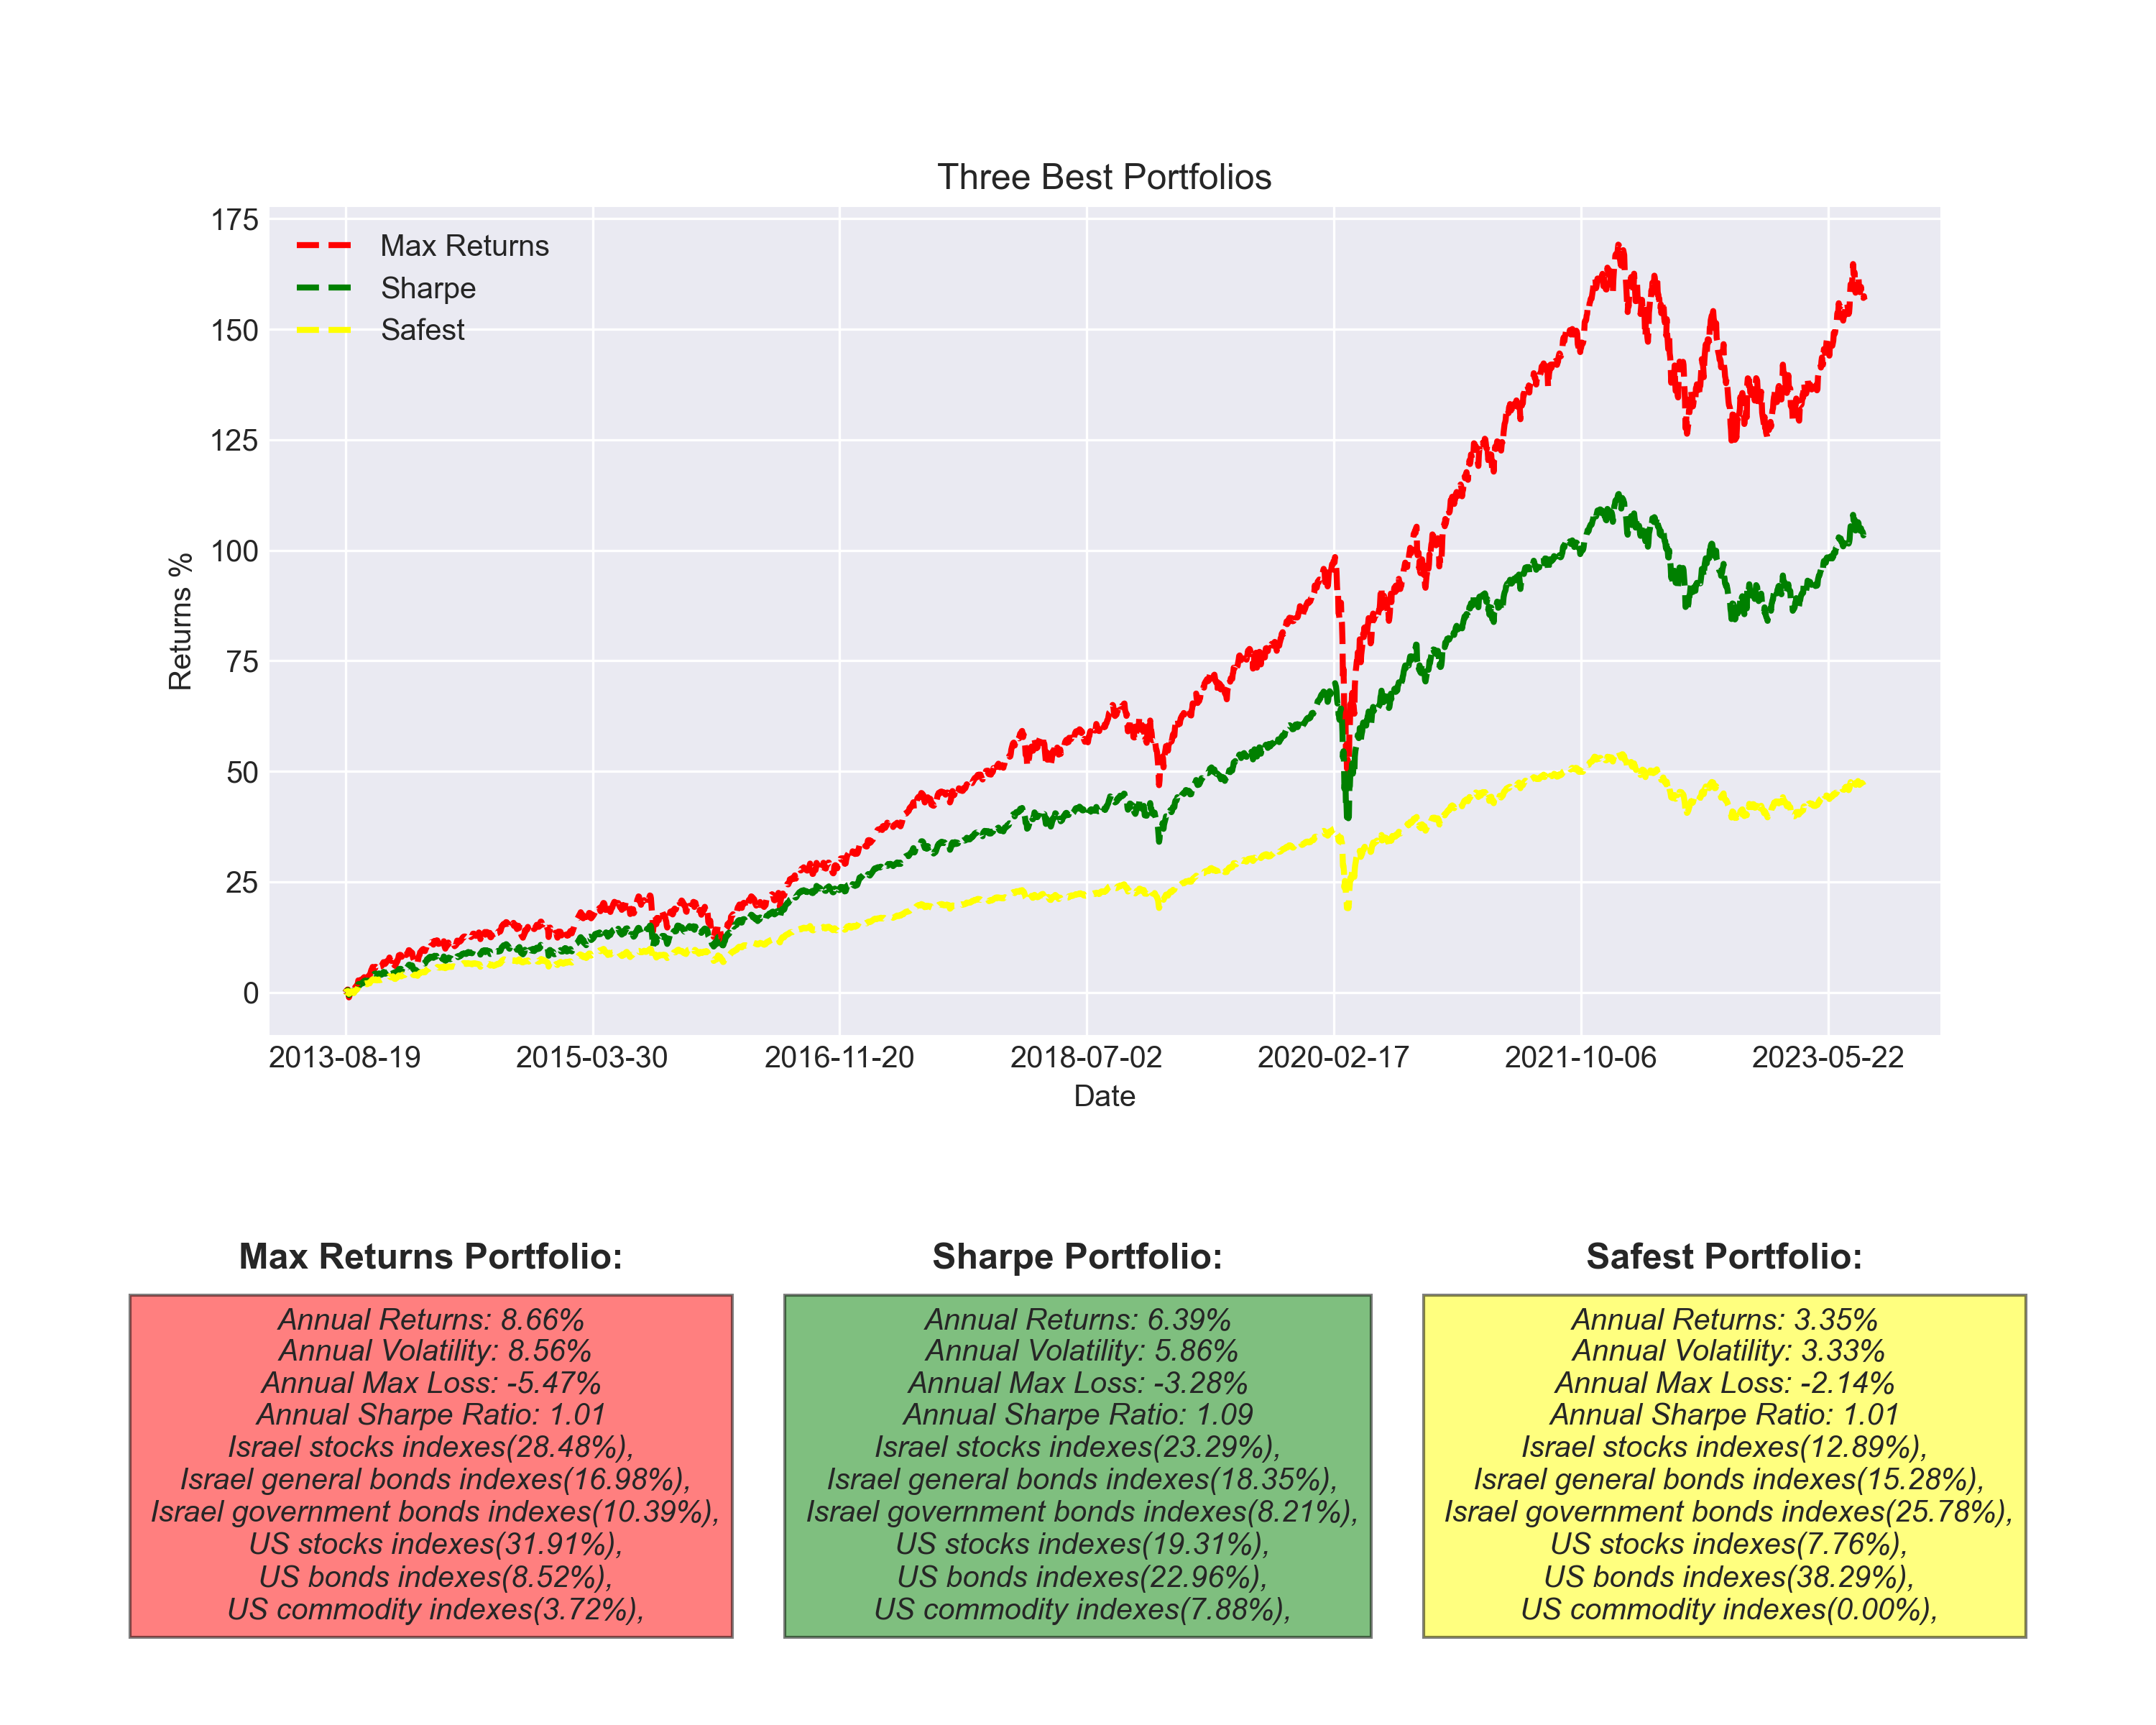 Three Best Portfolios
175
150
125
100
75
50
25
0
Returns %
Max Returns
Sharpe
Safest
2013-08-19
2015-03-30
2016-11-20
2018-07-02
2020-02-17
2021-10-06
2023-05-22
Date
Max Returns Portfolio:
Annual Returns: 8.66%
Annual Volatility: 8.56%
Annual Max Loss: -5.47%
Annual Sharpe Ratio: 1.01
Israel stocks indexes(28.48%),
Israel general bonds indexes(16.98%),
Israel government bonds indexes(10.39%),
US stocks indexes(31.91%),
US bonds indexes(8.52%),
US commodity indexes(3.72%),
Sharpe Portfolio:
Annual Returns: 6.39%
Annual Volatility: 5.86%
Annual Max Loss: -3.28%
Annual Sharpe Ratio: 1.09
Israel stocks indexes(23.29%),
Israel general bonds indexes(18.35%),
Israel government bonds indexes(8.21%),
US stocks indexes(19.31%),
US bonds indexes(22.96%),
US commodity indexes(7.88%),
Safest Portfolio:
Annual Returns: 3.35%
Annual Volatility: 3.33%
Annual Max Loss: -2.14%
Annual Sharpe Ratio: 1.01
Israel stocks indexes(12.89%),
Israel general bonds indexes(15.28%),
Israel government bonds indexes(25.78%),
US stocks indexes(7.76%),
US bonds indexes(38.29%),
US commodity indexes(0.00%),